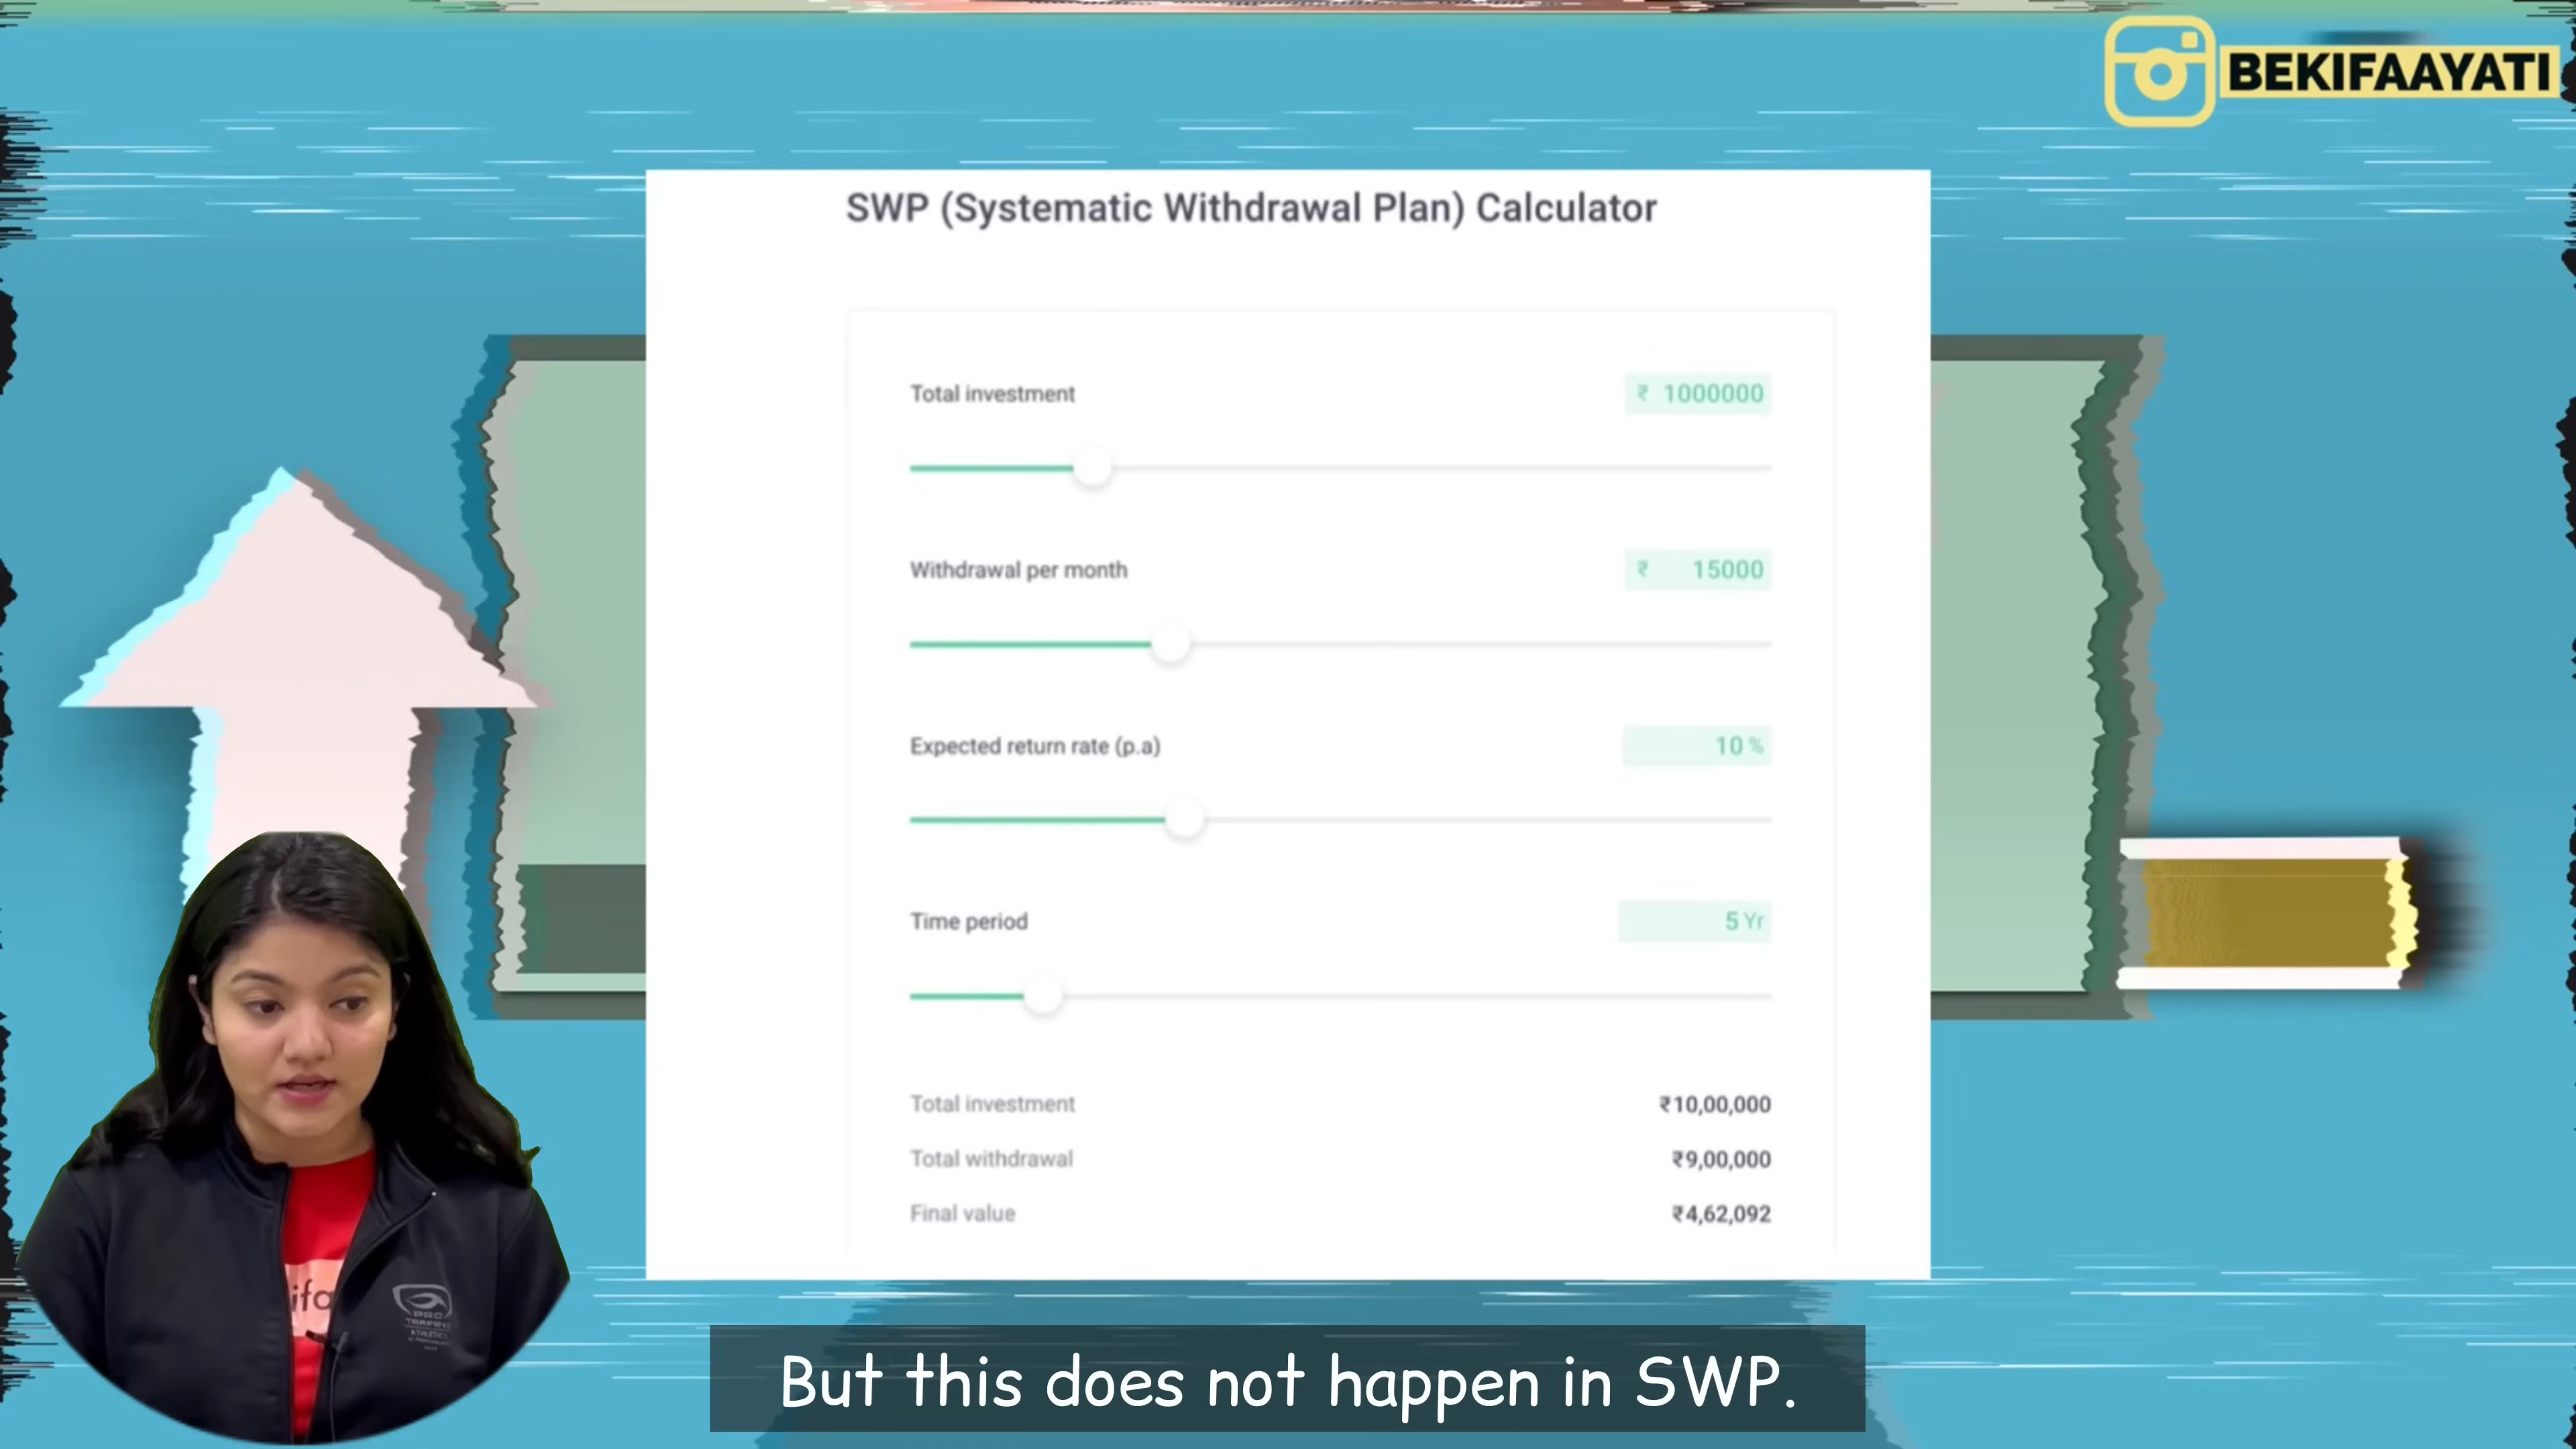 BEKIFAAYATI
SWP (Systematic Withdrawal Plan) Calculator
Total investment ₹ 1000000
Withdrawal per month ₹ 15000
Expected return rate (p.a) 10 %
Time period 5 Yr
Total investment ₹10,00,000
Total withdrawal ₹9,00,000
Final value ₹4,62,092
ifa
But this does not happen in SWP.